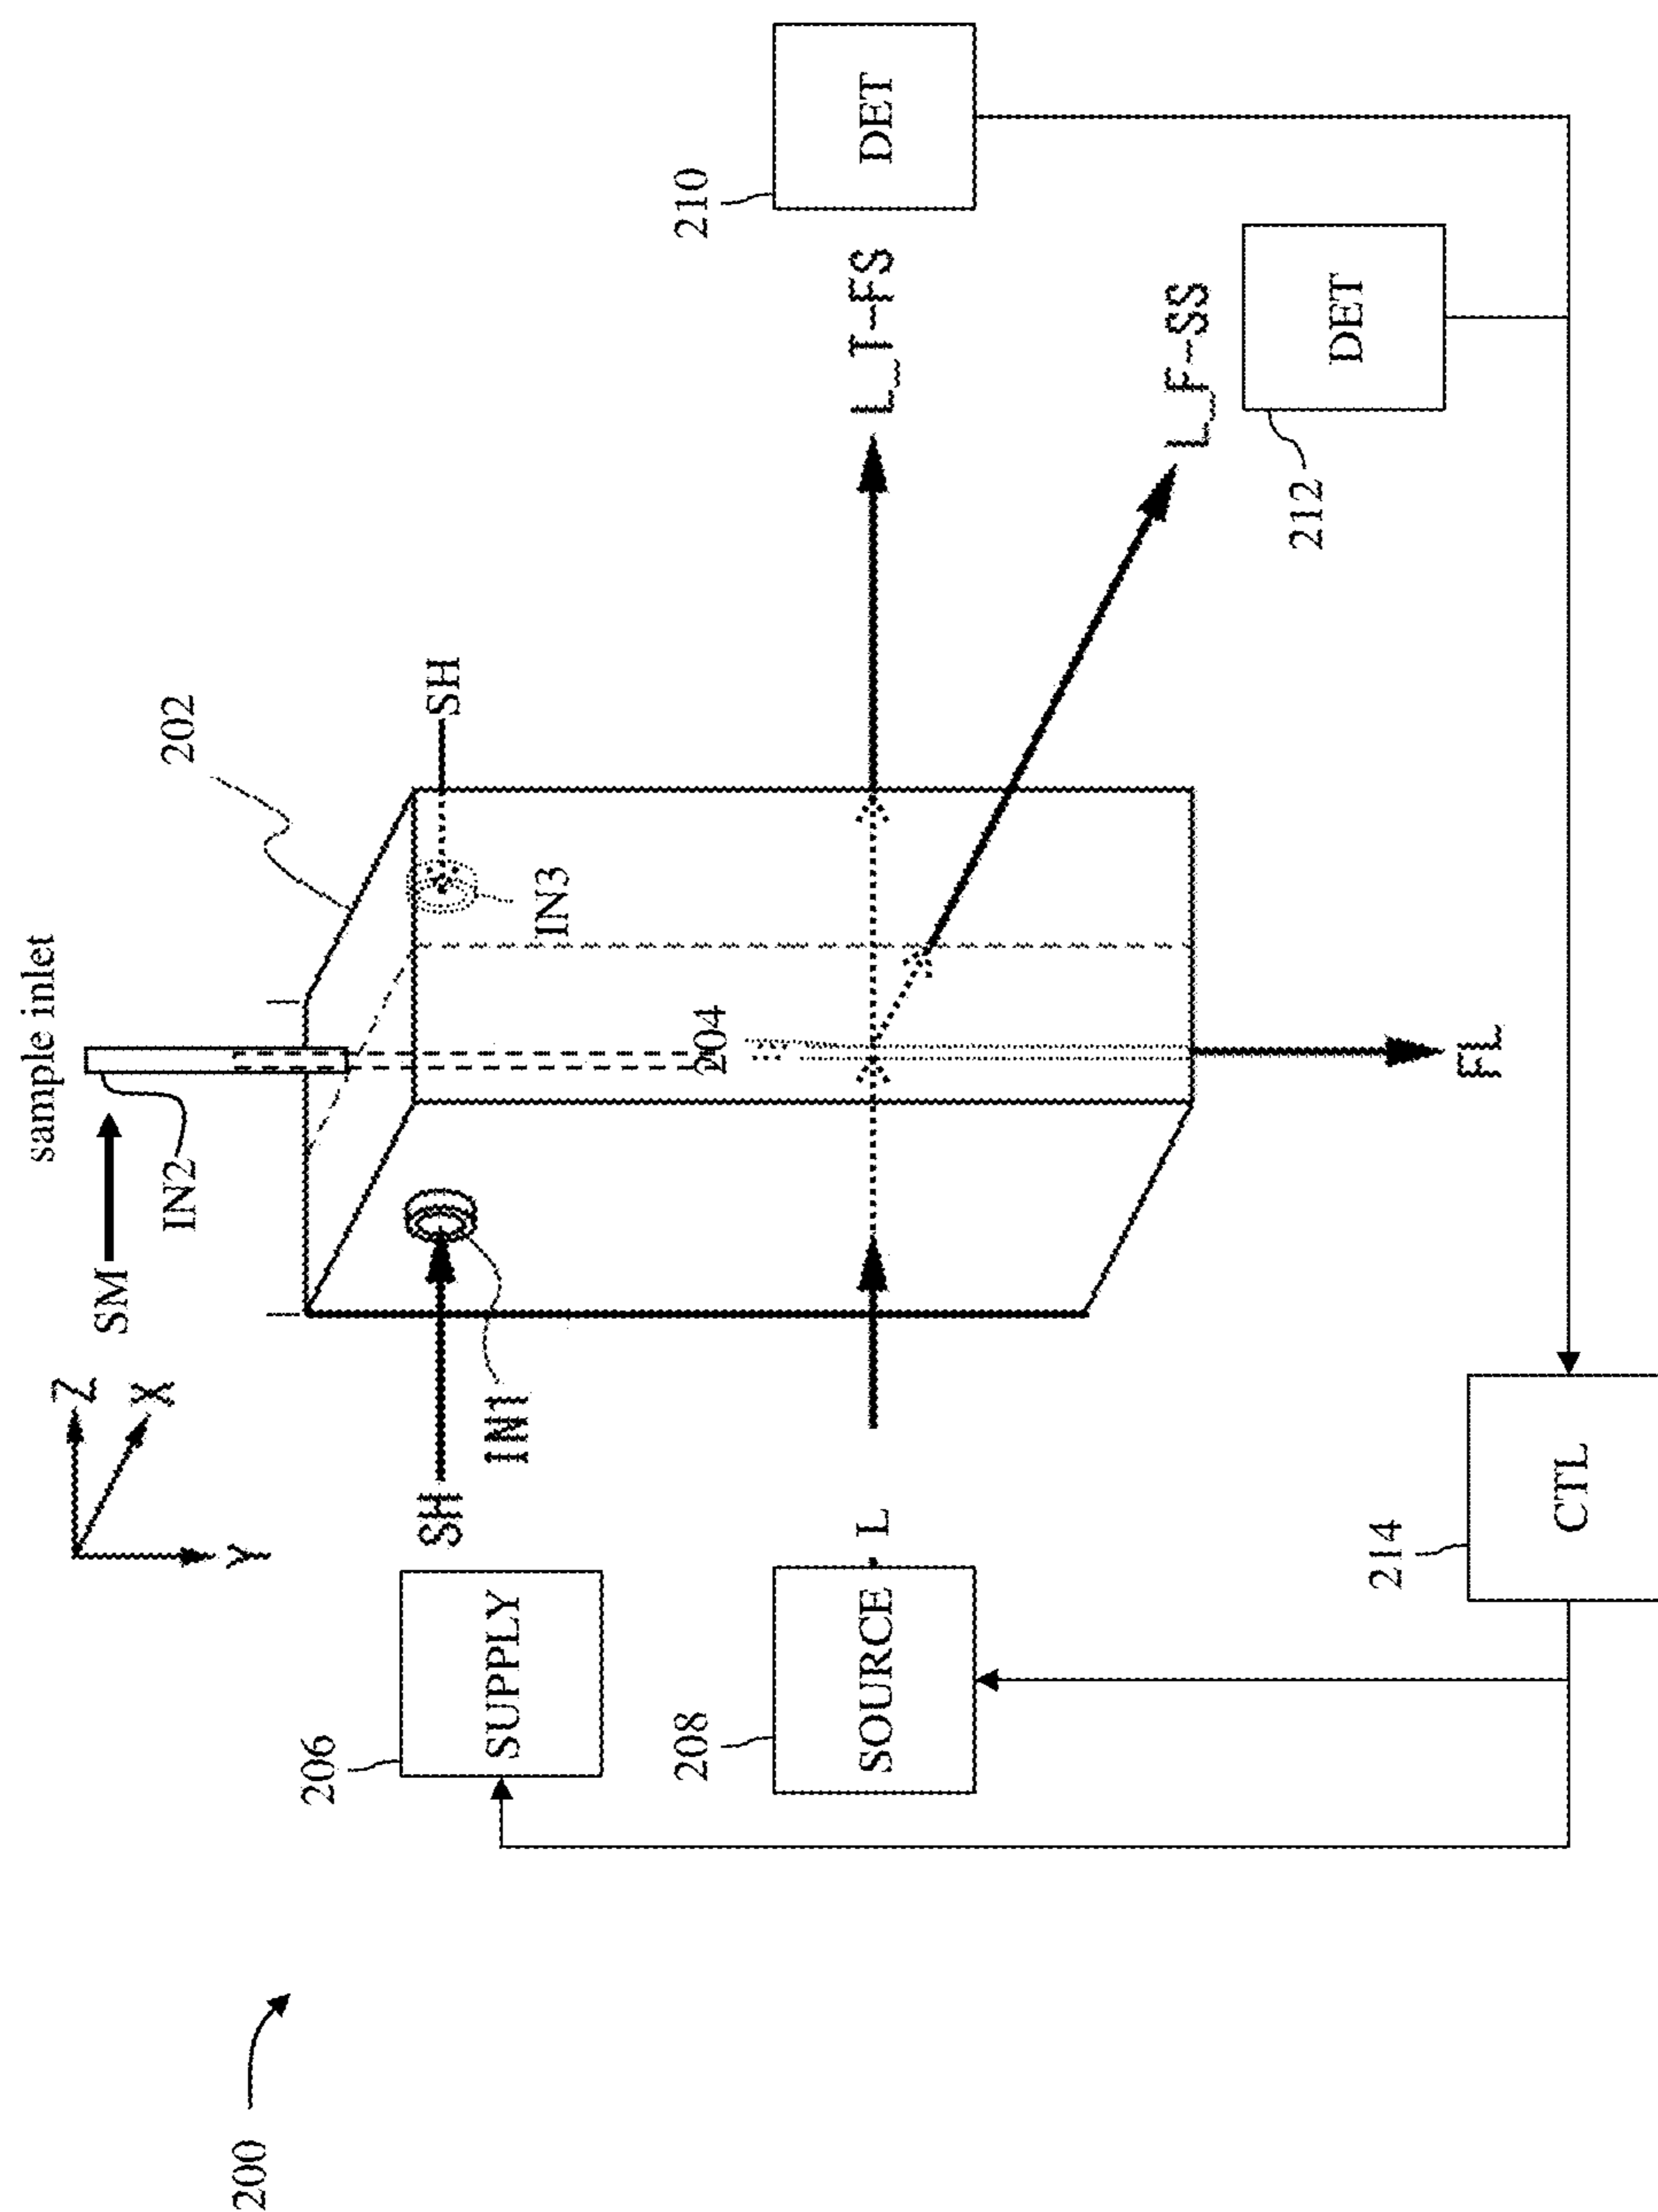 200
sample inlet
SM
IN2
202
Z
X
Y
SH
IN1
SH
IN3
204
206
SUPPLY
208
SOURCE
L
L_T-FS
210
DET
L_F-SS
212
DET
FL
214
CTL